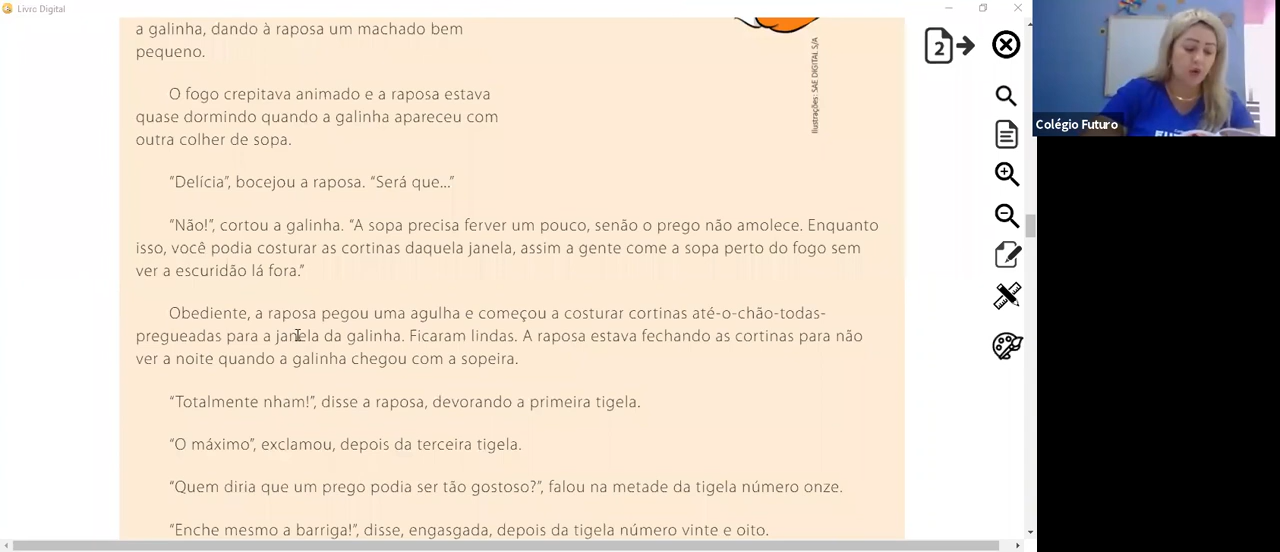 Livro Digital
a galinha, dando à raposa um machado bem
pequeno.
O fogo crepitava animado e a raposa estava
quase dormindo quando a galinha apareceu com
outra colher de sopa.
“Delícia”, bocejou a raposa. “Será que...”
“Não!”, cortou a galinha. “A sopa precisa ferver um pouco, senão o prego não amolece. Enquanto
isso, você podia costurar as cortinas daquela janela, assim a gente come a sopa perto do fogo sem
ver a escuridão lá fora.”
Obediente, a raposa pegou uma agulha e começou a costurar cortinas até-o-chão-todas-
pregueadas para a janela da galinha. Ficaram lindas. A raposa estava fechando as cortinas para não
ver a noite quando a galinha chegou com a sopeira.
“Totalmente nham!”, disse a raposa, devorando a primeira tigela.
“O máximo”, exclamou, depois da terceira tigela.
“Quem diria que um prego podia ser tão gostoso?”, falou na metade da tigela número onze.
“Enche mesmo a barriga!”, disse, engasgada, depois da tigela número vinte e oito.
Ilustrações: SAE DIGITAL S/A
2
Colégio Futuro